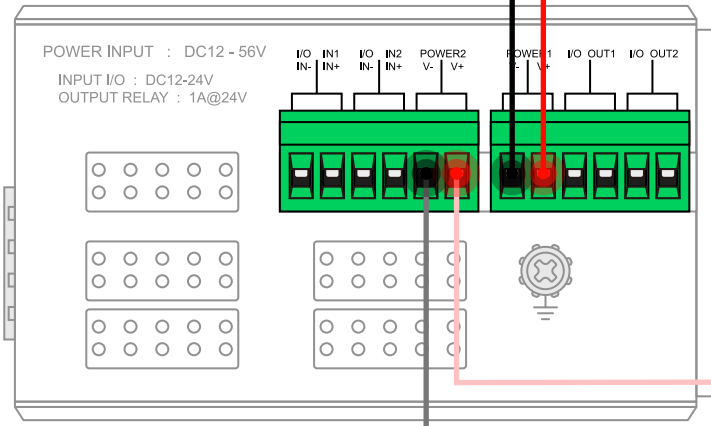 POWER INPUT : DC12 - 56V
INPUT I/O : DC12-24V
OUTPUT RELAY : 1A@24V
I/O IN1 I/O IN2 POWER2 POWER1 I/O OUT1 I/O OUT2
IN- IN+ IN- IN+ V- V+ V- V+